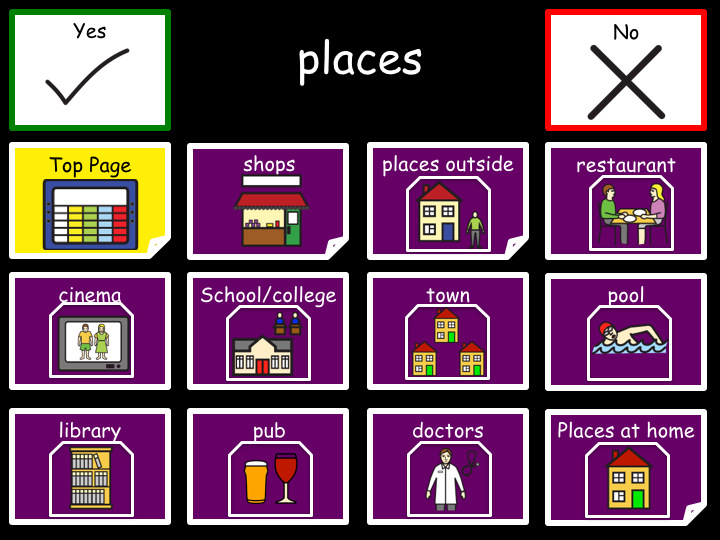 Yes
places
No
Top Page
shops
places outside
restaurant
cinema
School/college
town
pool
library
pub
doctors
Places at home